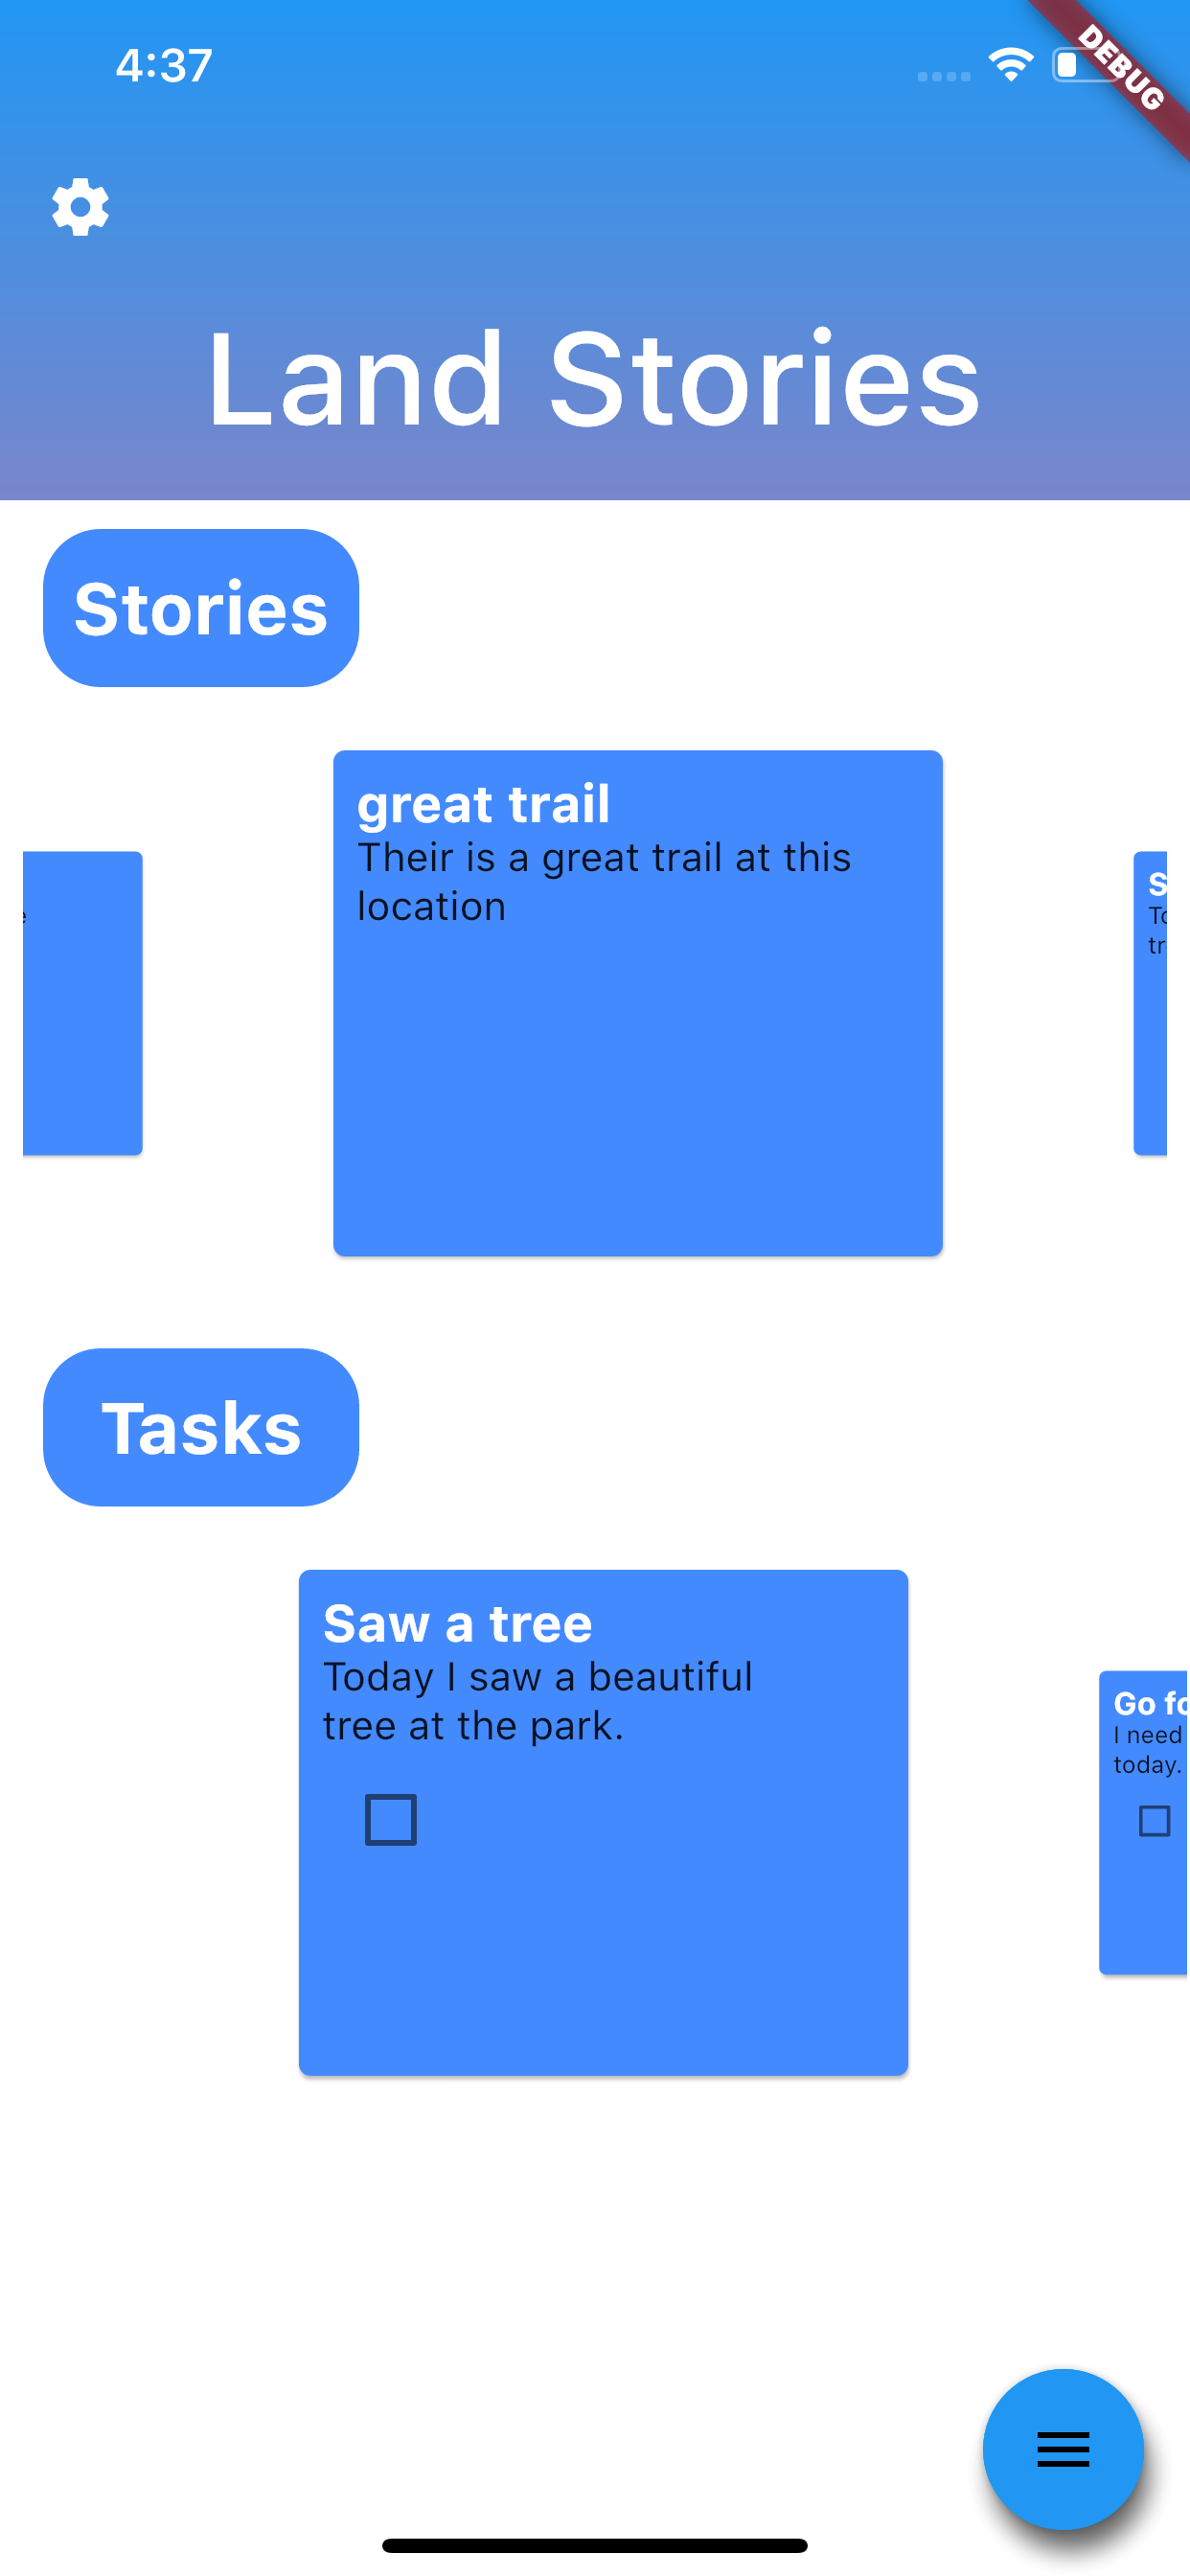 4:37
DEBUG
Land Stories
Stories
great trail
Their is a great trail at this
location
S
To
tr
Tasks
Saw a tree
Today I saw a beautiful
tree at the park.
Go fo
I need
today.